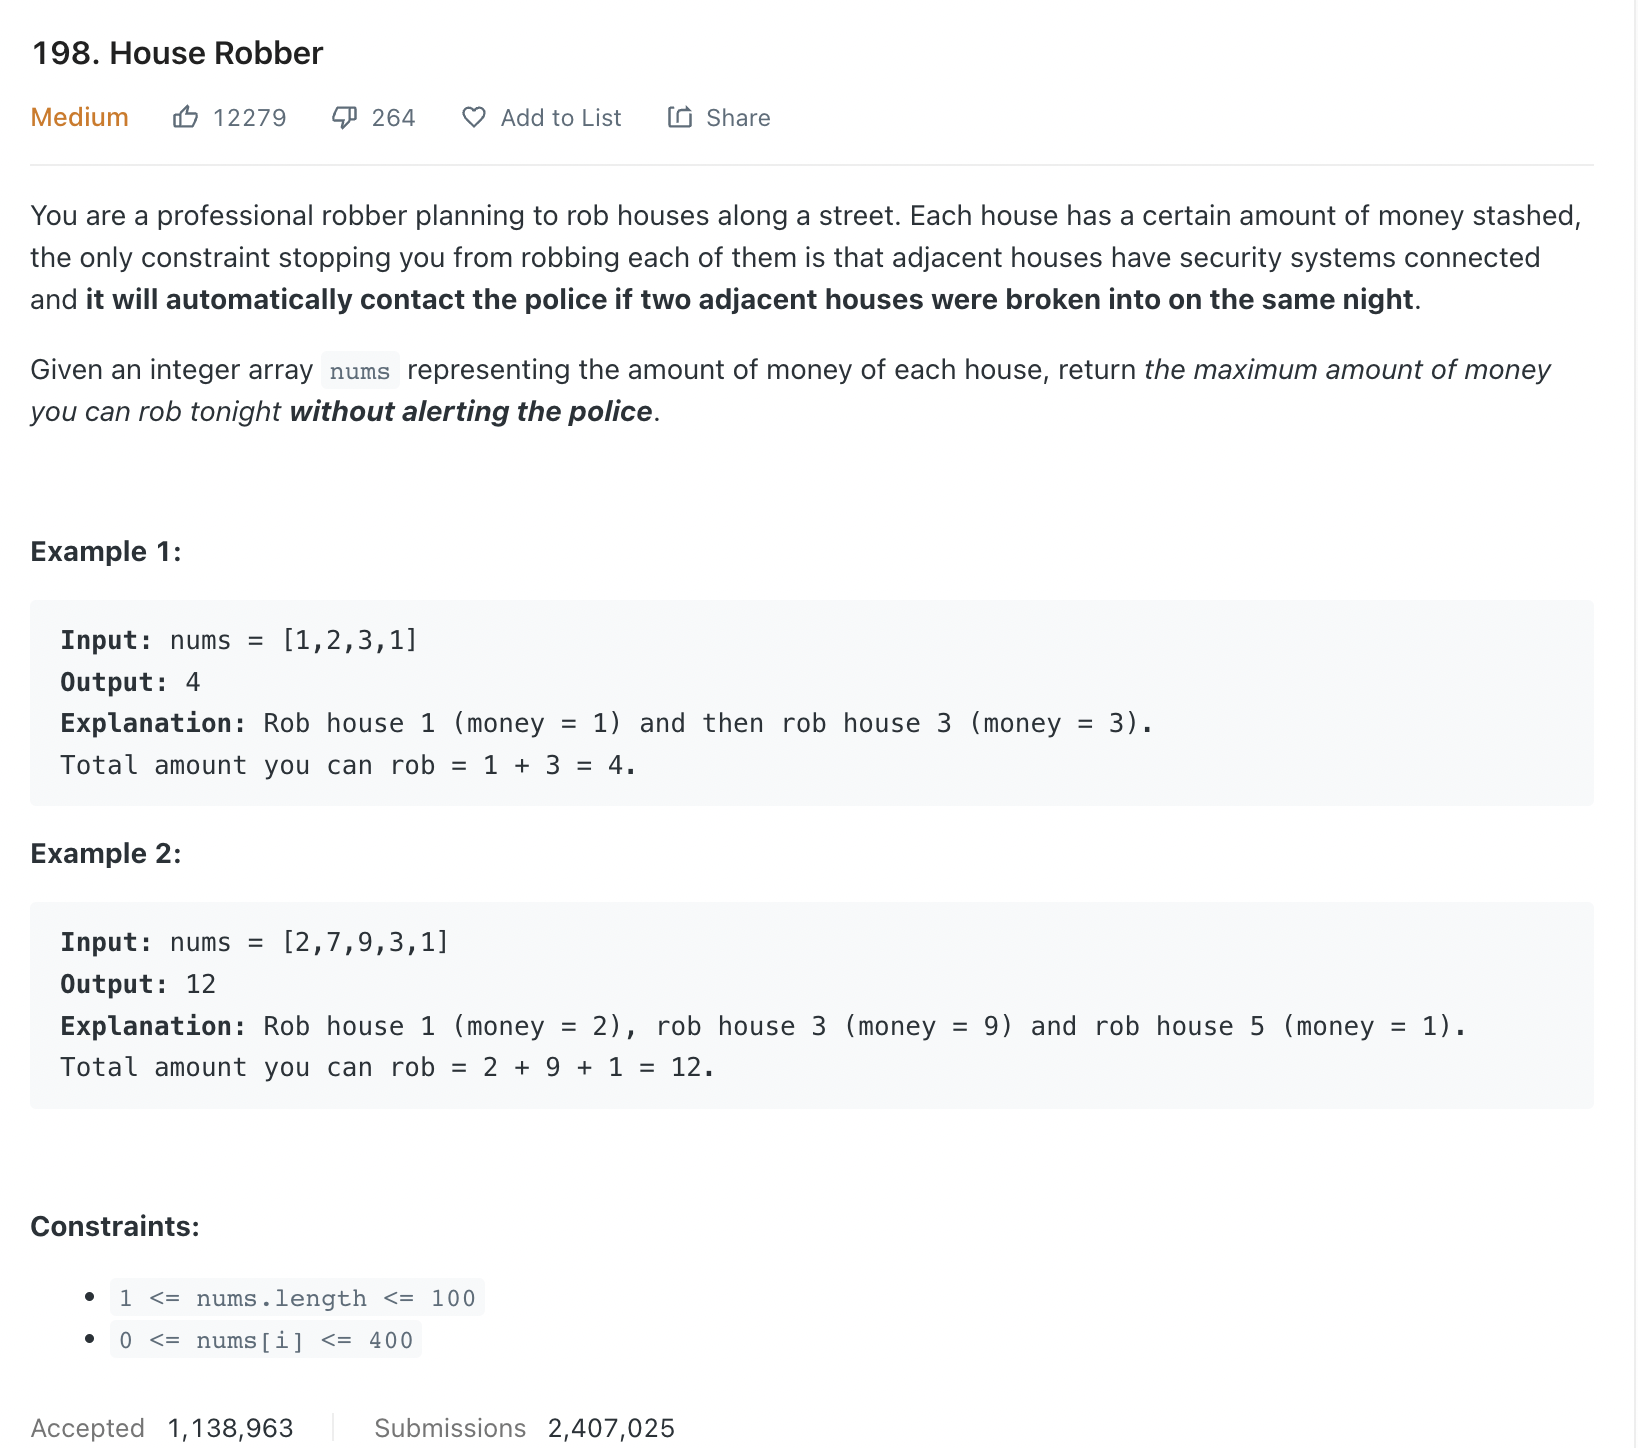 198. House Robber
Medium 12279 264 Add to List Share
You are a professional robber planning to rob houses along a street. Each house has a certain amount of money stashed,
the only constraint stopping you from robbing each of them is that adjacent houses have security systems connected
and it will automatically contact the police if two adjacent houses were broken into on the same night.
Given an integer array nums representing the amount of money of each house, return the maximum amount of money
you can rob tonight without alerting the police.
Example 1:
Input: nums = [1,2,3,1]
Output: 4
Explanation: Rob house 1 (money = 1) and then rob house 3 (money = 3).
Total amount you can rob = 1 + 3 = 4.
Example 2:
Input: nums = [2,7,9,3,1]
Output: 12
Explanation: Rob house 1 (money = 2), rob house 3 (money = 9) and rob house 5 (money = 1).
Total amount you can rob = 2 + 9 + 1 = 12.
Constraints:
• 1 <= nums.length <= 100
• 0 <= nums[i] <= 400
Accepted 1,138,963 Submissions 2,407,025